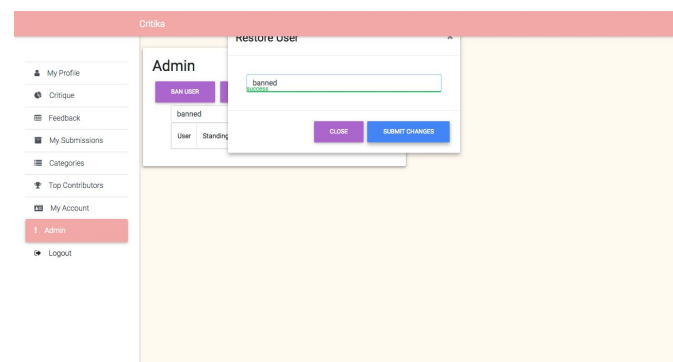 Critika
Restore User
×
My Profile
Critique
Feedback
My Submissions
Categories
Top Contributors
My Account
Admin
Logout
Admin
BAN USER
banned
User Standing
banned
success
CLOSE SUBMIT CHANGES